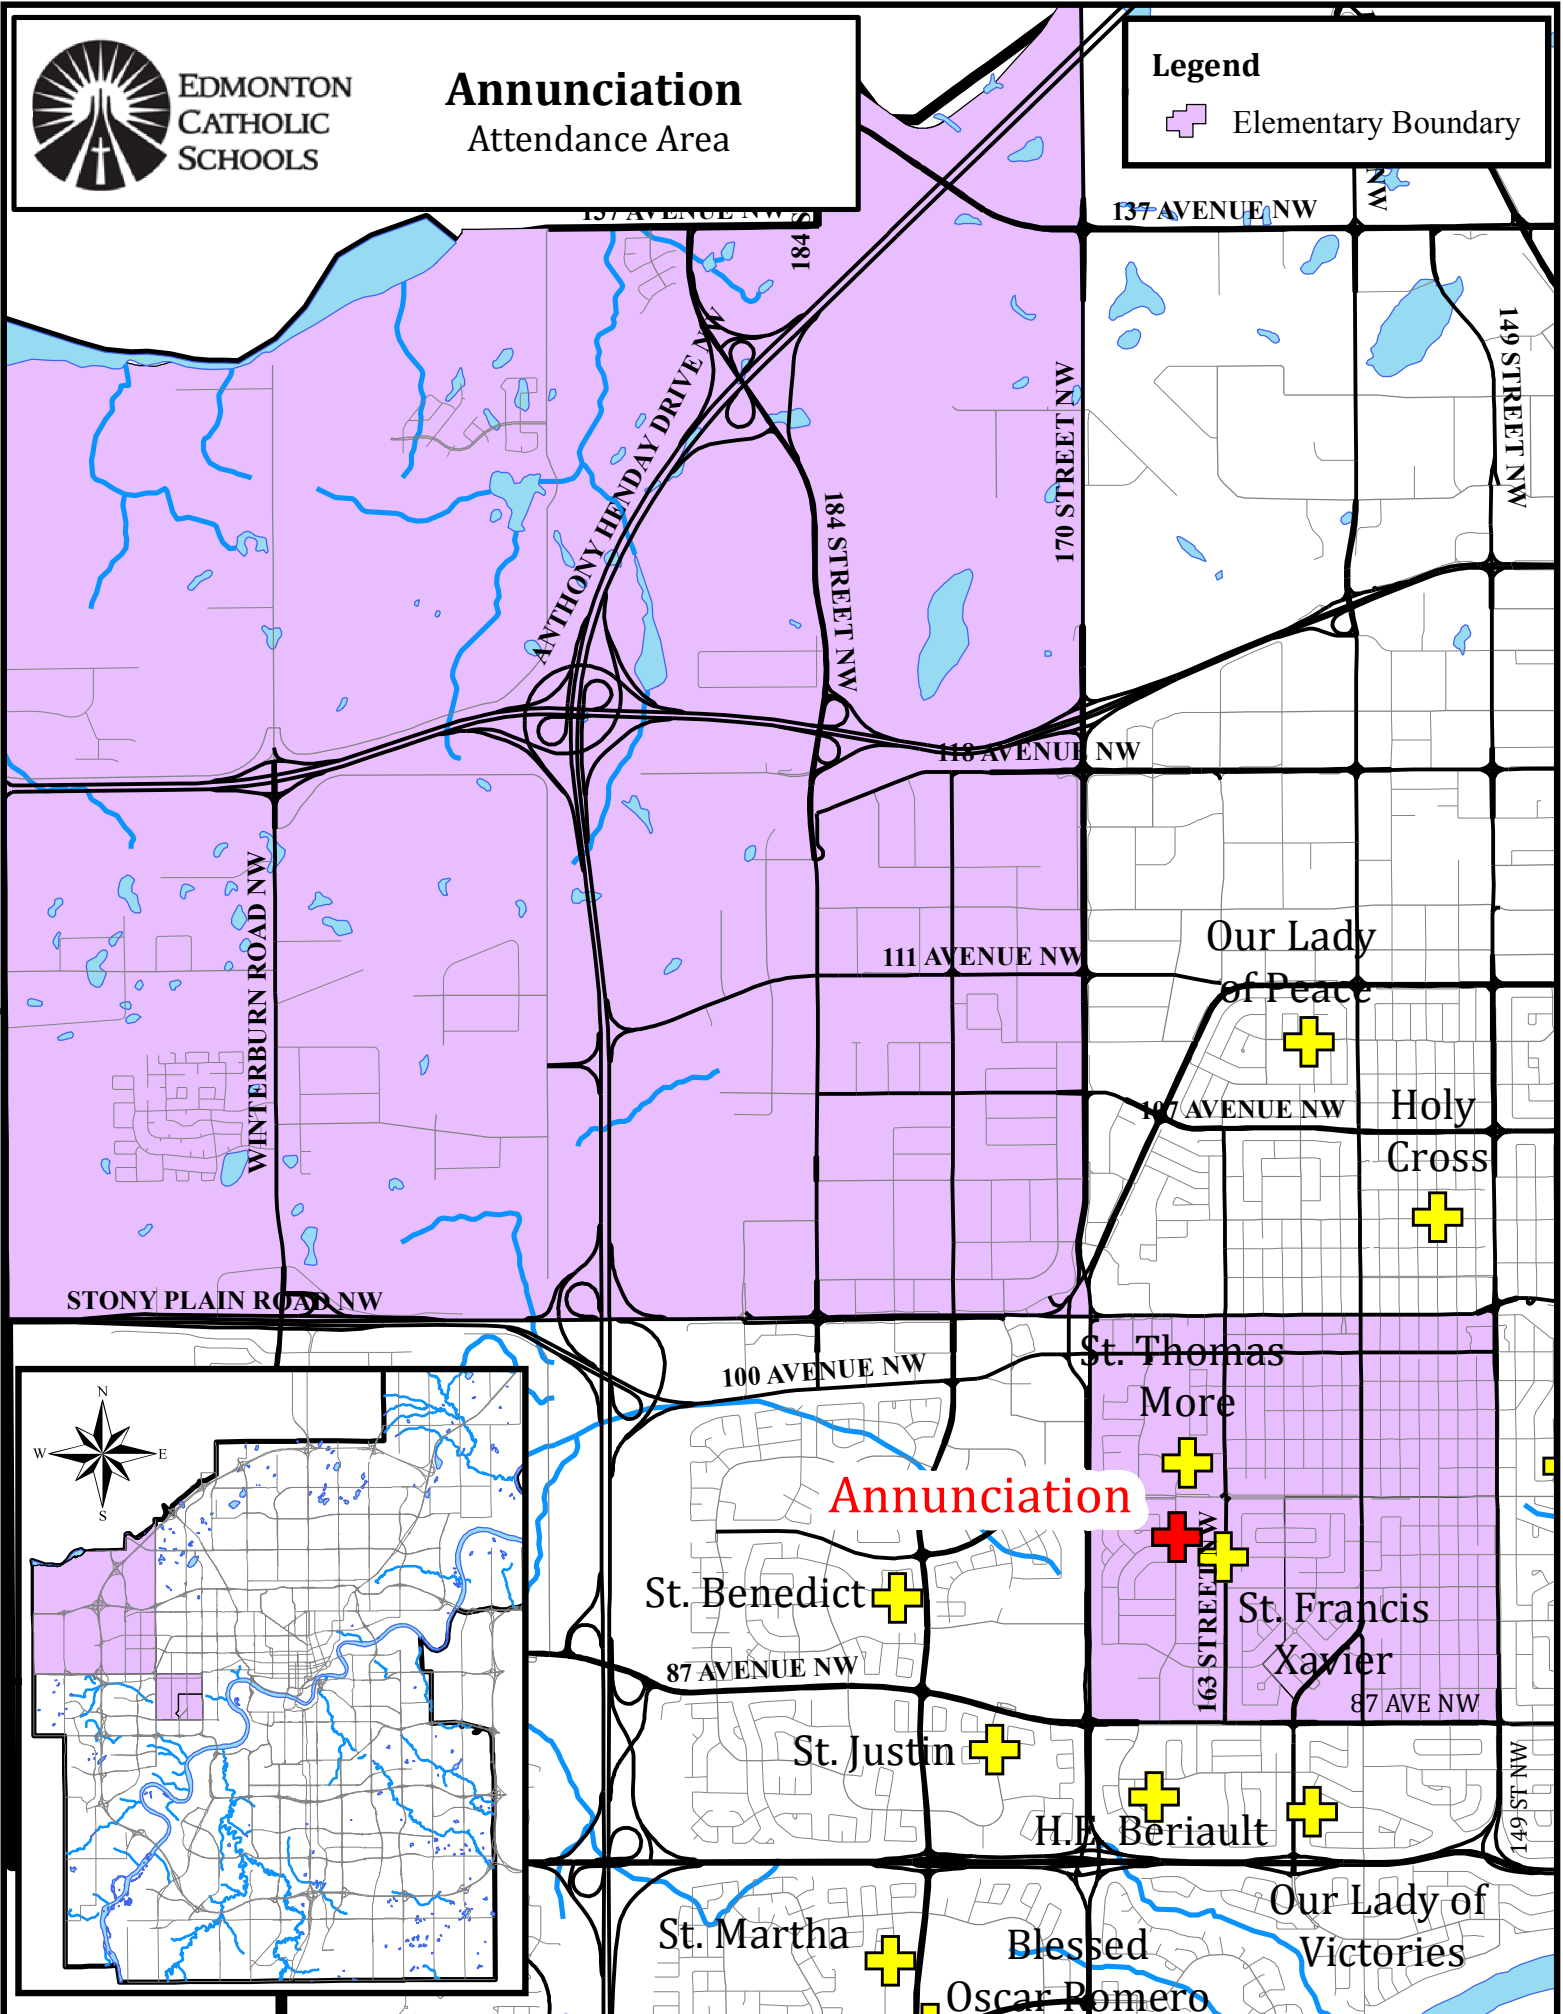 EDMONTON
CATHOLIC
SCHOOLS
Annunciation
Attendance Area
Legend
Elementary Boundary
137 AVENUE NW
184 S
137 AVENUE NW
NW
149 STREET NW
ANTHONY HENDAY DRIVE NW
170 STREET NW
184 STREET NW
118 AVENUE NW
WINTERBURN ROAD NW
111 AVENUE NW
Our Lady
of Peace
107 AVENUE NW
Holy
Cross
STONY PLAIN ROAD NW
100 AVENUE NW
St. Thomas
More
Annunciation
163 STREET NW
St. Benedict
St. Francis
Xavier
87 AVENUE NW
87 AVE NW
St. Justin
H.E. Beriault
149 ST NW
Our Lady of
Victories
St. Martha
Blessed
Oscar Romero
N
W
E
S